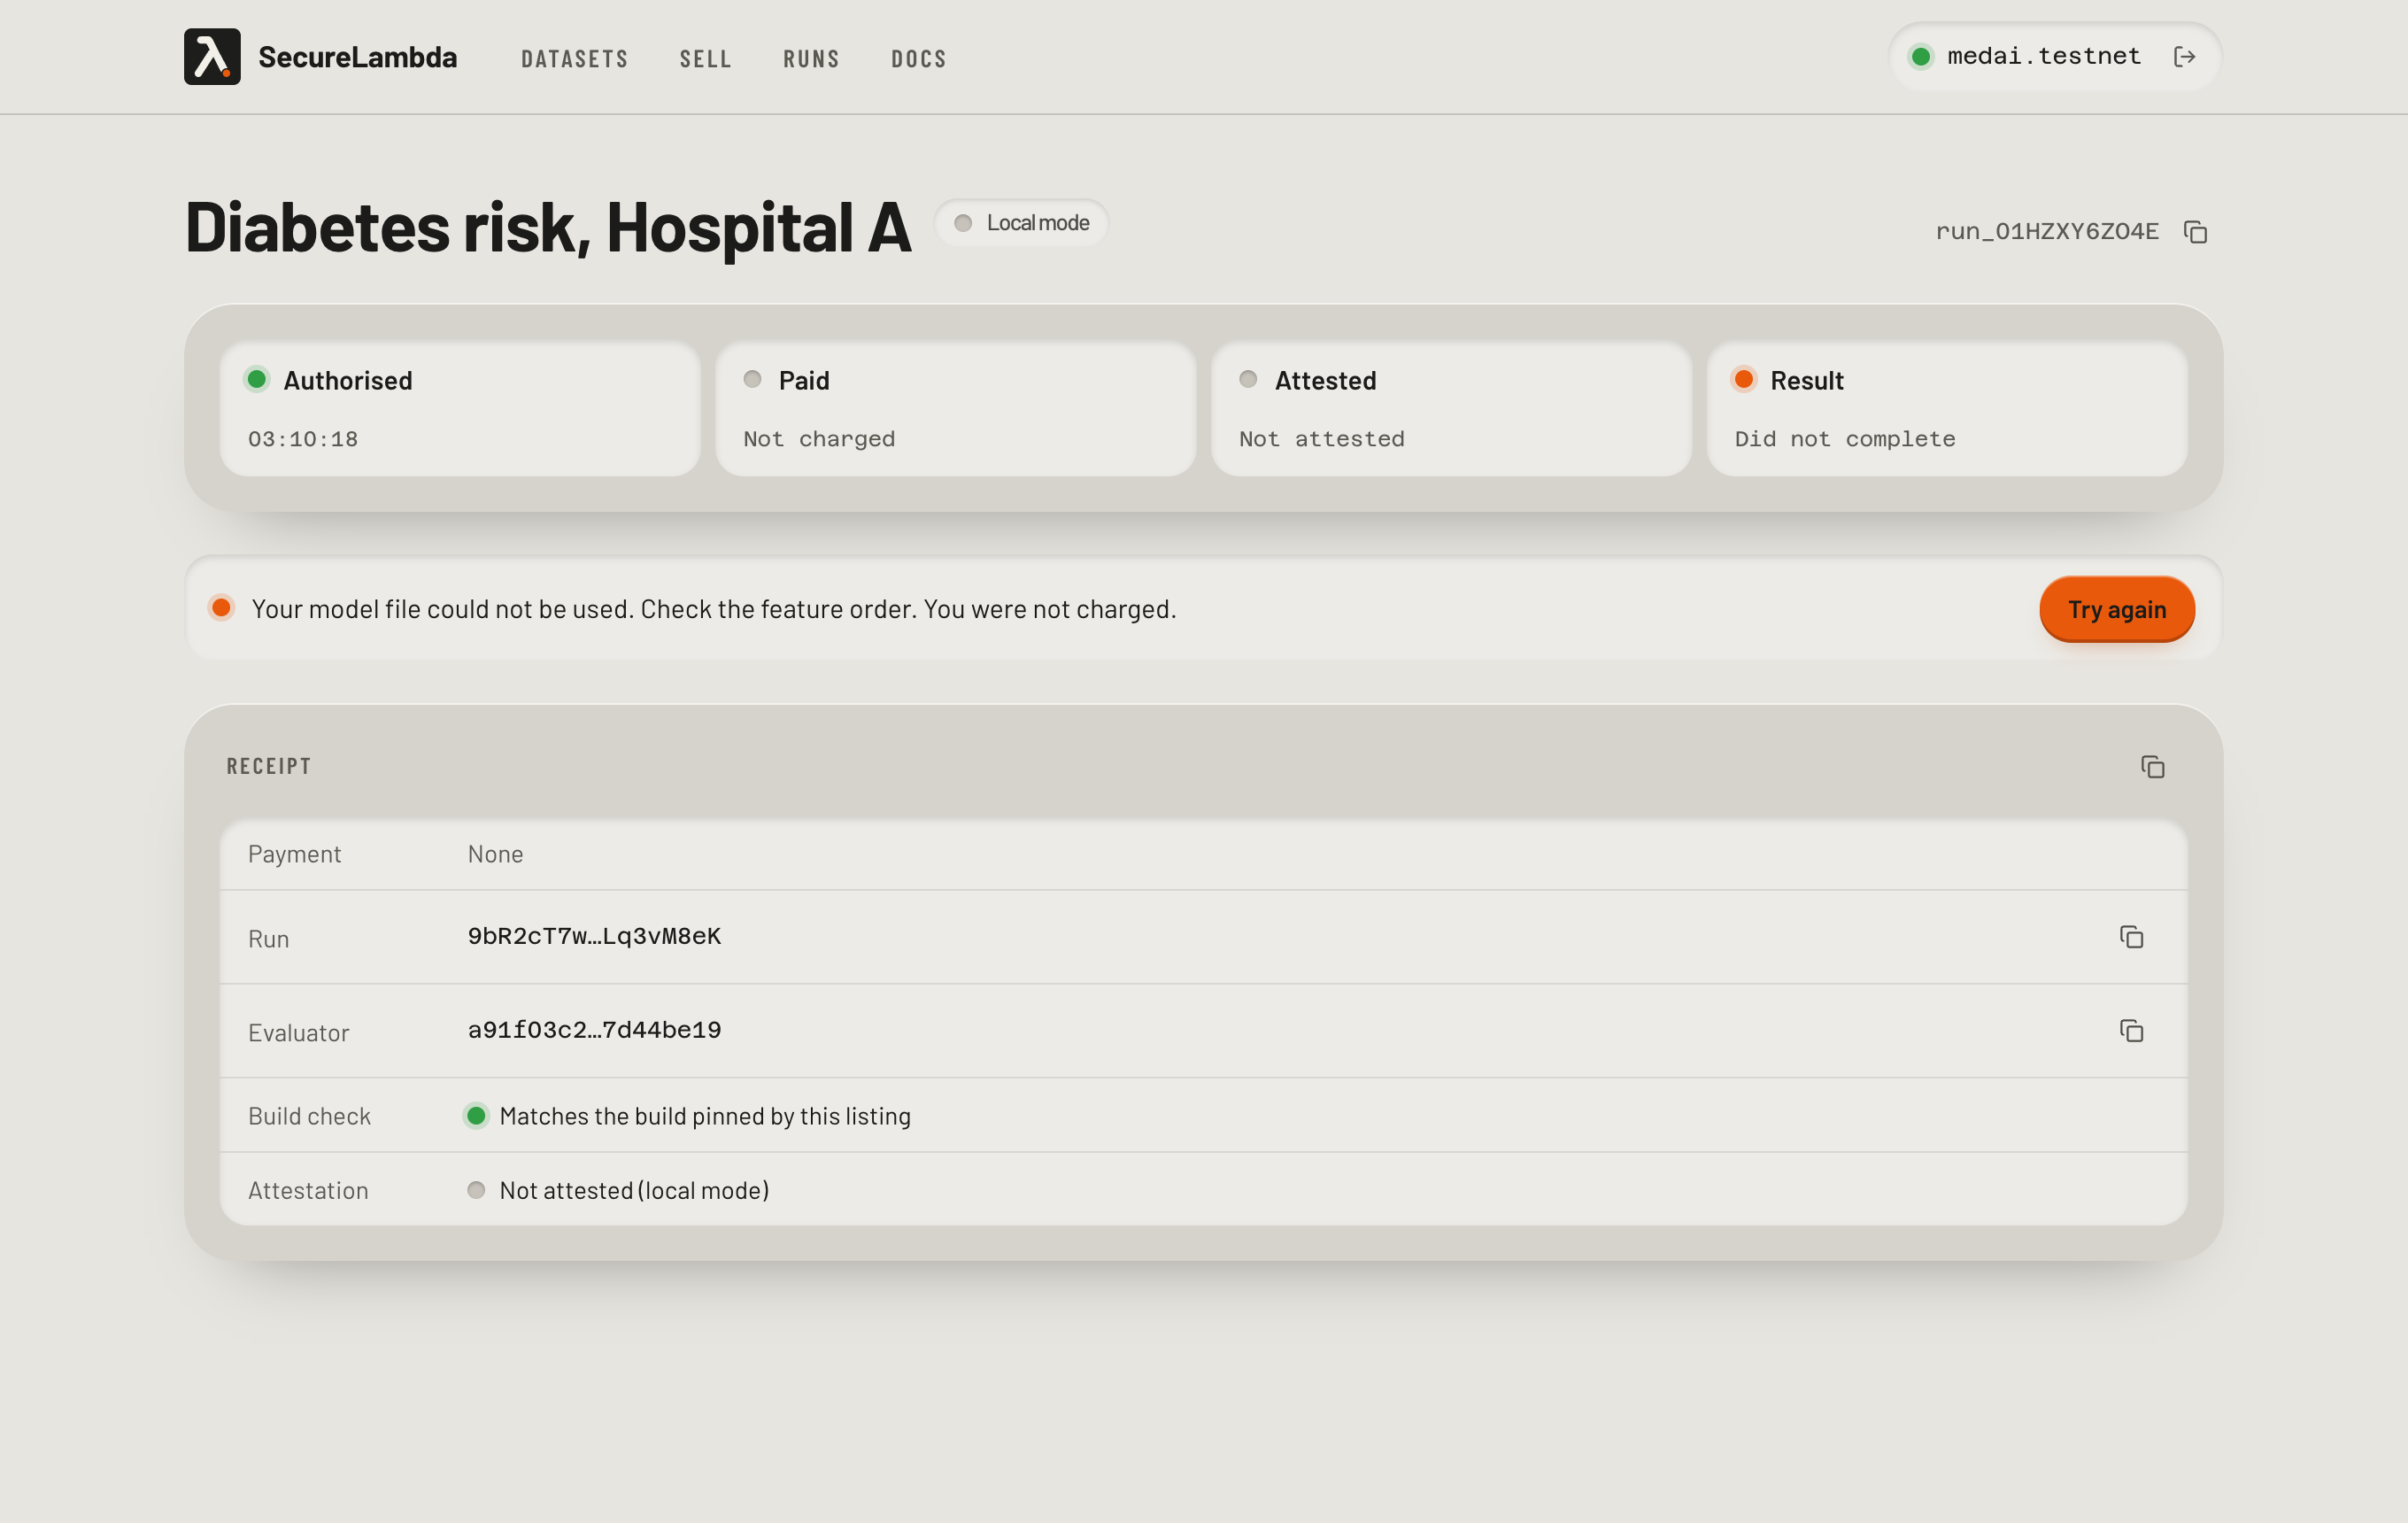 SecureLambda DATASETS SELL RUNS DOCS medai.testnet
Diabetes risk, Hospital A Local mode run_01HZXY6Z04E
Authorised Paid Attested Result
03:10:18 Not charged Not attested Did not complete
Your model file could not be used. Check the feature order. You were not charged. Try again
RECEIPT
Payment None
Run 9bR2cT7w…Lq3vM8eK
Evaluator a91f03c2…7d44be19
Build check Matches the build pinned by this listing
Attestation Not attested (local mode)